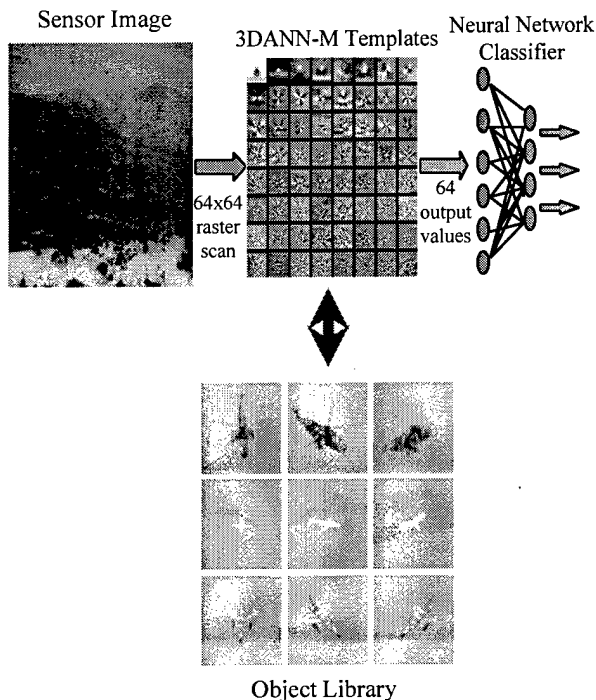 Sensor Image
3DANN-M Templates
Neural Network
Classifier
64x64
raster
scan
64
output
values
Object Library